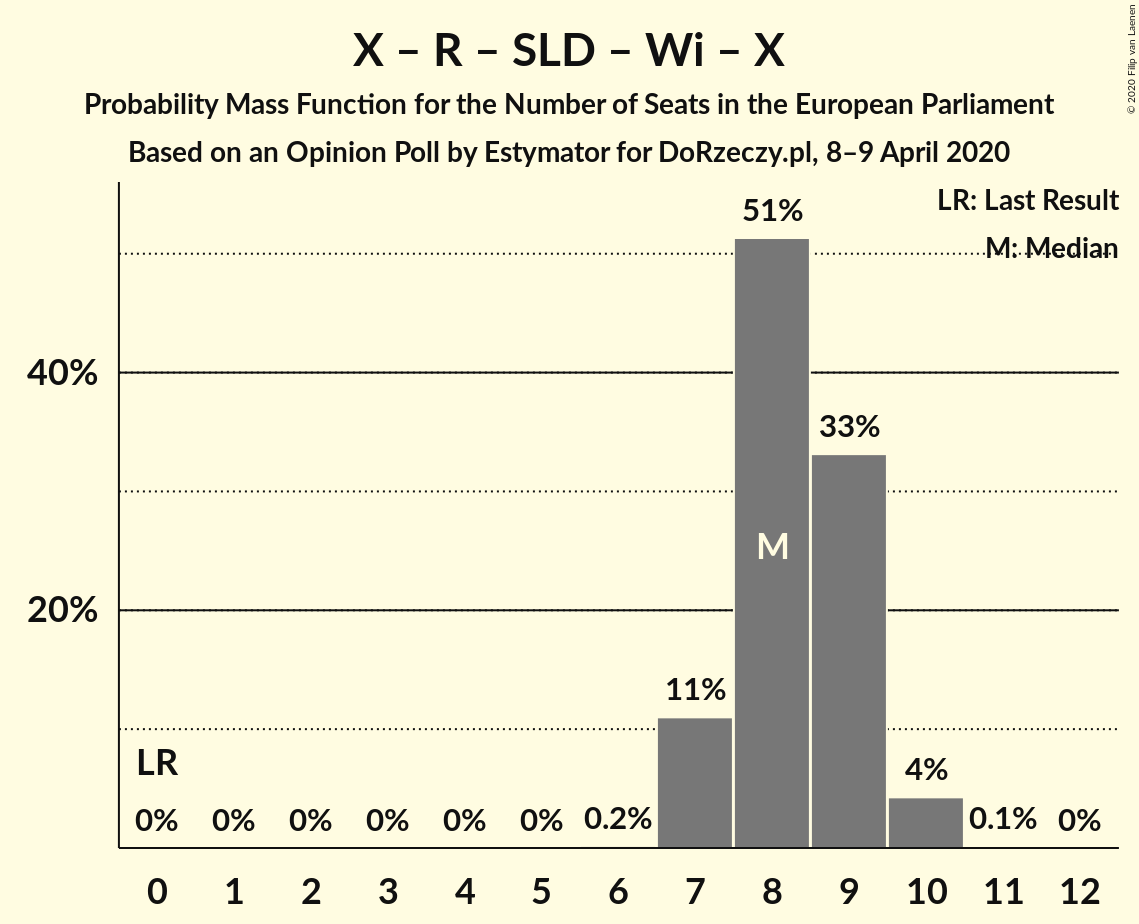 X – R – SLD – Wi – X
Probability Mass Function for the Number of Seats in the European Parliament
Based on an Opinion Poll by Estymator for DoRzeczy.pl, 8–9 April 2020
© 2020 Filip van Laenen
LR: Last Result
M: Median
51%
40%
33%
M
20%
11%
LR
4%
0% 0% 0% 0% 0% 0% 0.2% 0.1% 0%
0 1 2 3 4 5 6 7 8 9 10 11 12